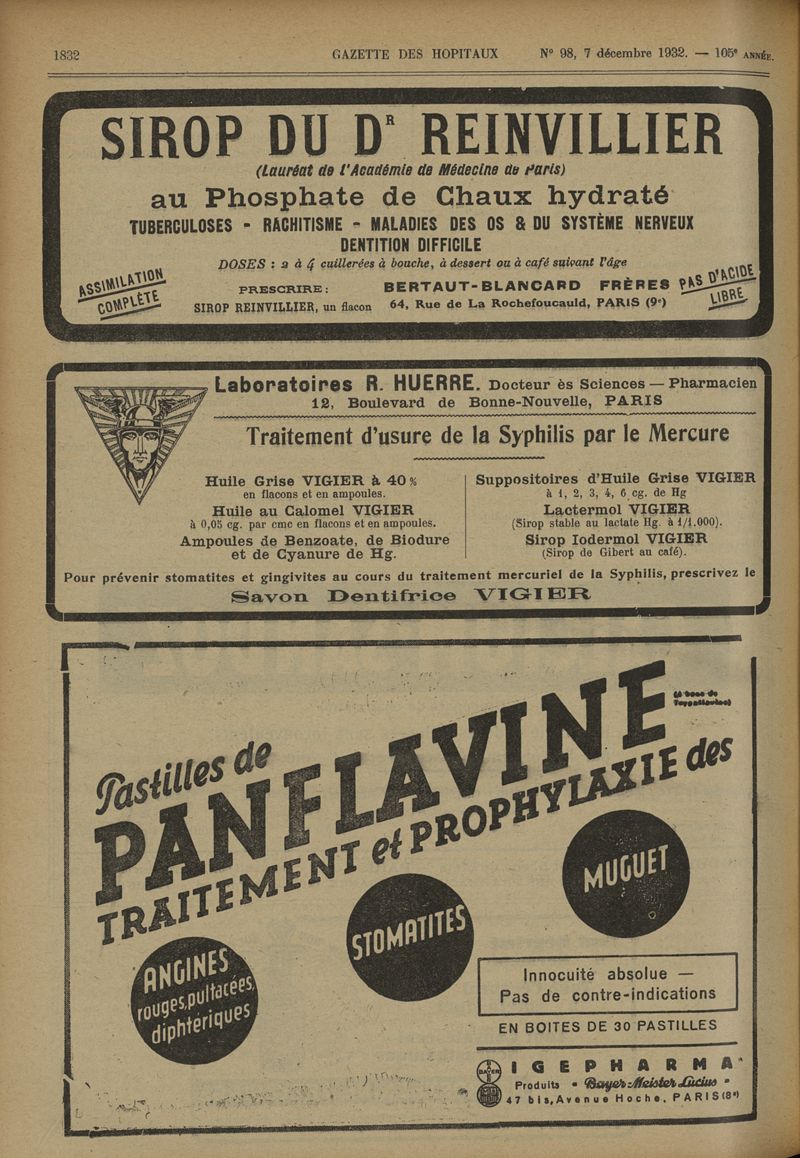 1832
GAZETTE DES HOPITAUX
N° 98, 7 décembre 1932. — 105e ANNÉE.
SIROP DU DR REINVILLIER
(Lauréat de l'Académie de Médecine de Paris)
au Phosphate de Chaux hydraté
TUBERCULOSES - RACHITISME - MALADIES DES OS & DU SYSTÈME NERVEUX
DENTITION DIFFICILE
DOSES : 2 à 4 cuillerées à bouche, à dessert ou à café suivant l'âge
ASSIMILATION
COMPLÈTE
PRESCRIRE :
SIROP REINVILLIER, un flacon
BERTAUT-BLANCARD FRÈRES
64, Rue de La Rochefoucauld, PARIS (9e)
PAS D'ACIDE
LIBRE
Laboratoires R. HUERRE. Docteur ès Sciences — Pharmacien
12, Boulevard de Bonne-Nouvelle, PARIS
Traitement d'usure de la Syphilis par le Mercure
Huile Grise VIGIER à 40 %
en flacons et en ampoules.
Huile au Calomel VIGIER
à 0,05 cg. par cmc en flacons et en ampoules.
Ampoules de Benzoate, de Biodure
et de Cyanure de Hg.
Suppositoires d'Huile Grise VIGIER
à 1, 2, 3, 4, 6 cg. de Hg
Lactermol VIGIER
(Sirop stable au lactate Hg. à 1/1.000).
Sirop Iodermol VIGIER
(Sirop de Gibert au café).
Pour prévenir stomatites et gingivites au cours du traitement mercuriel de la Syphilis, prescrivez le
Savon Dentifrice VIGIER
Pastilles de
PANFLAVINE
(à base de
Trypaflavine)
TRAITEMENT et PROPHYLAXIE des
ANGINES
rouges, pultacées,
diphtériques
STOMATITES
MUGUET
Innocuité absolue —
Pas de contre-indications
EN BOITES DE 30 PASTILLES
BAYER
IGEPHARMA
Produits "Bayer-Meister Lucius"
47 bis, Avenue Hoche, PARIS (8e)